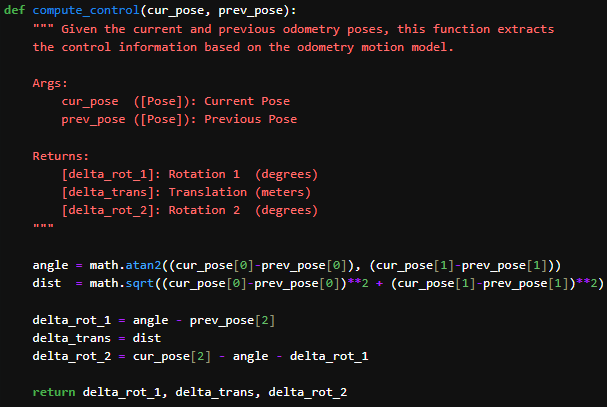 def compute_control(cur_pose, prev_pose):
    """ Given the current and previous odometry poses, this function extracts
    the control information based on the odometry motion model.

    Args:
        cur_pose  ([Pose]): Current Pose
        prev_pose ([Pose]): Previous Pose

    Returns:
        [delta_rot_1]: Rotation 1  (degrees)
        [delta_trans]: Translation (meters)
        [delta_rot_2]: Rotation 2  (degrees)
    """

    angle = math.atan2((cur_pose[0]-prev_pose[0]), (cur_pose[1]-prev_pose[1]))
    dist  = math.sqrt((cur_pose[0]-prev_pose[0])**2 + (cur_pose[1]-prev_pose[1])**2)

    delta_rot_1 = angle - prev_pose[2]
    delta_trans = dist
    delta_rot_2 = cur_pose[2] - angle - delta_rot_1

    return delta_rot_1, delta_trans, delta_rot_2